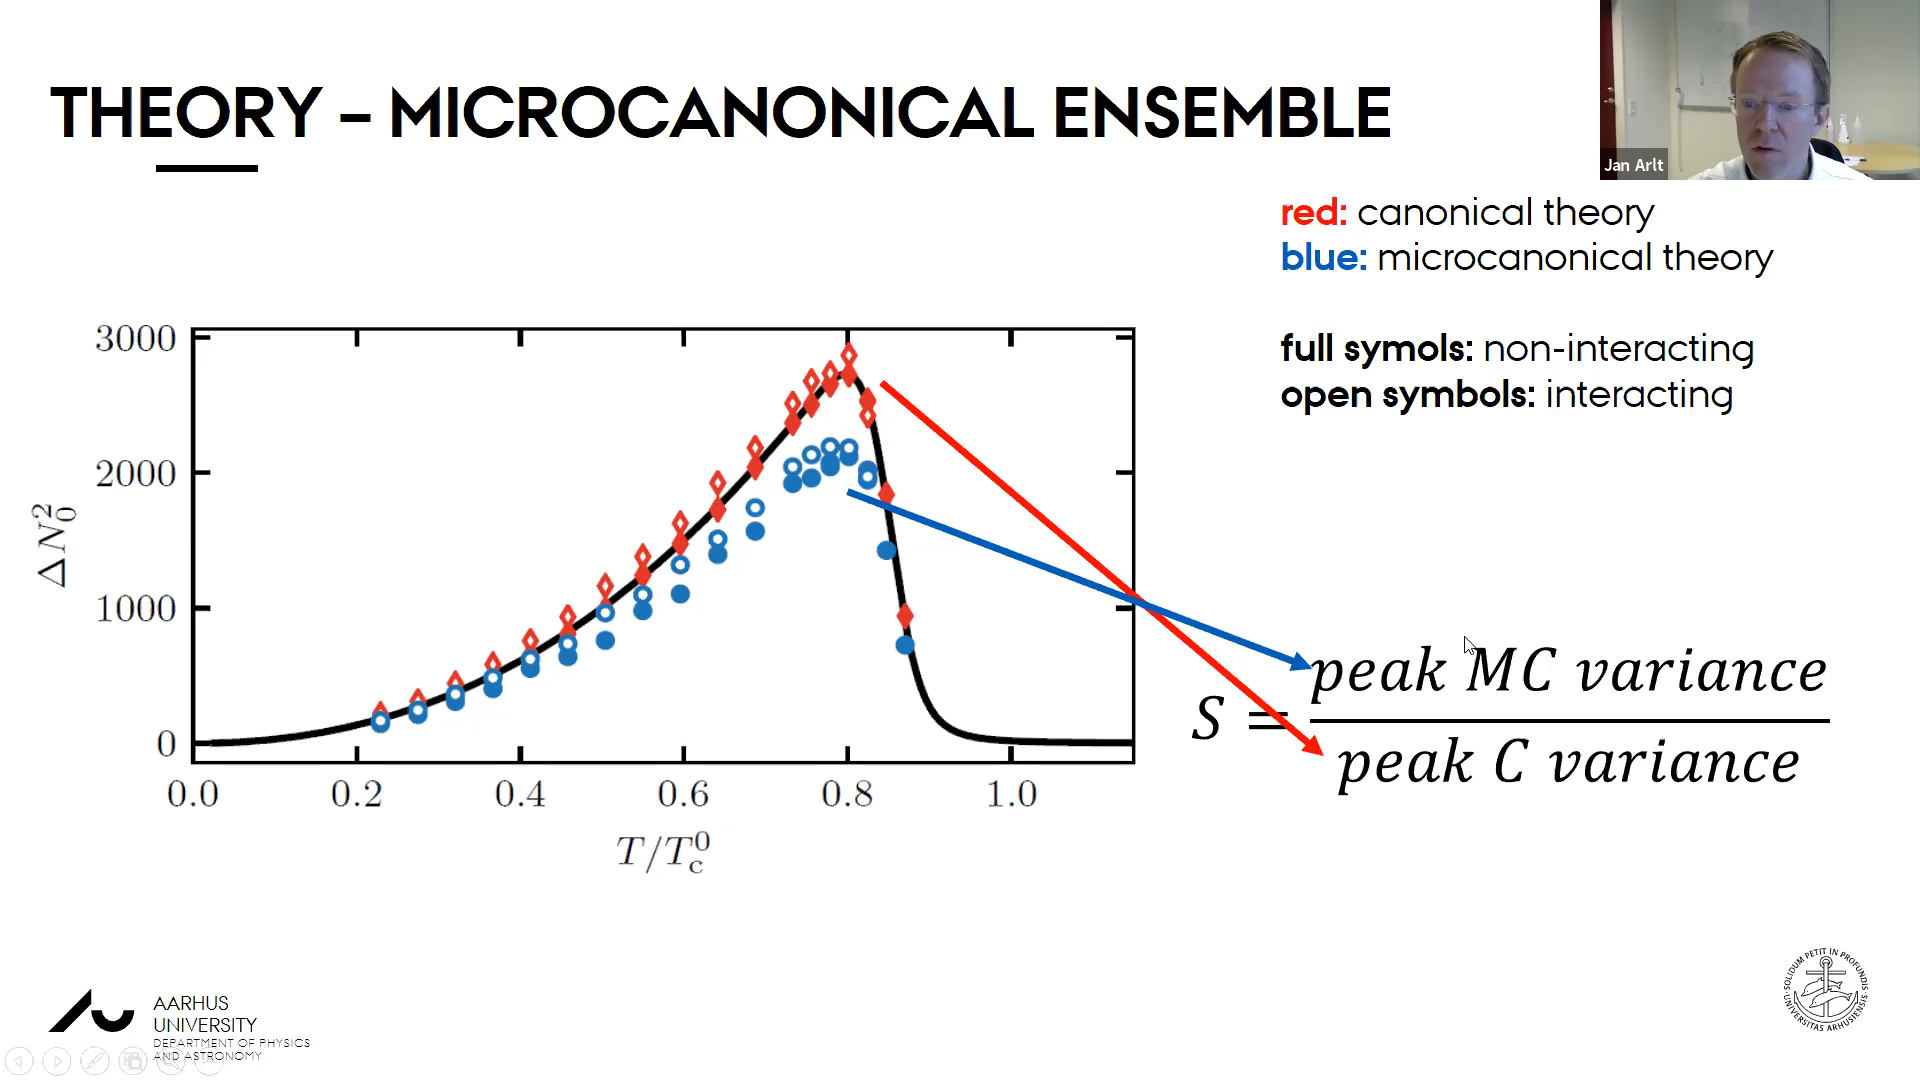 THEORY – MICROCANONICAL ENSEMBLE
Jan Arlt
red: canonical theory
blue: microcanonical theory
full symols: non-interacting
open symbols: interacting
3000
2000
1000
0
ΔN₀²
0.0 0.2 0.4 0.6 0.8 1.0
T/T_c^0
S = peak MC variance / peak C variance
AARHUS
UNIVERSITY
DEPARTMENT OF PHYSICS
AND ASTRONOMY
SOLIDUM PETIT IN PROFUNDIS
UNIVERSITAS ARHUSIENSIS